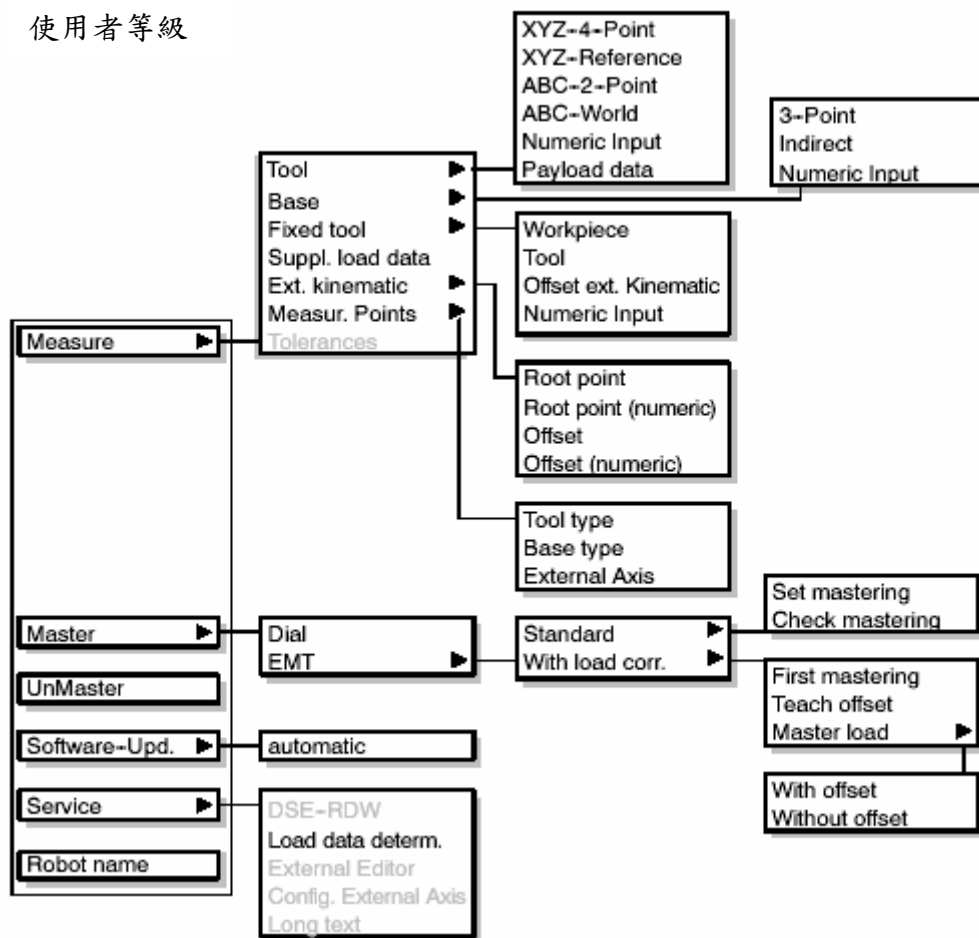 使用者等級
XYZ--4--Point
XYZ--Reference
ABC--2--Point
ABC--World
Numeric Input
Payload data
3--Point
Indirect
Numeric Input
Tool
Base
Fixed tool
Suppl. load data
Ext. kinematic
Measur. Points
Tolerances
Workpiece
Tool
Offset ext. Kinematic
Numeric Input
Measure
Root point
Root point (numeric)
Offset
Offset (numeric)
Tool type
Base type
External Axis
Master
Dial
EMT
Standard
With load corr.
Set mastering
Check mastering
First mastering
Teach offset
Master load
With offset
Without offset
UnMaster
Software--Upd.
automatic
Service
DSE--RDW
Load data determ.
External Editor
Config. External Axis
Long text
Robot name